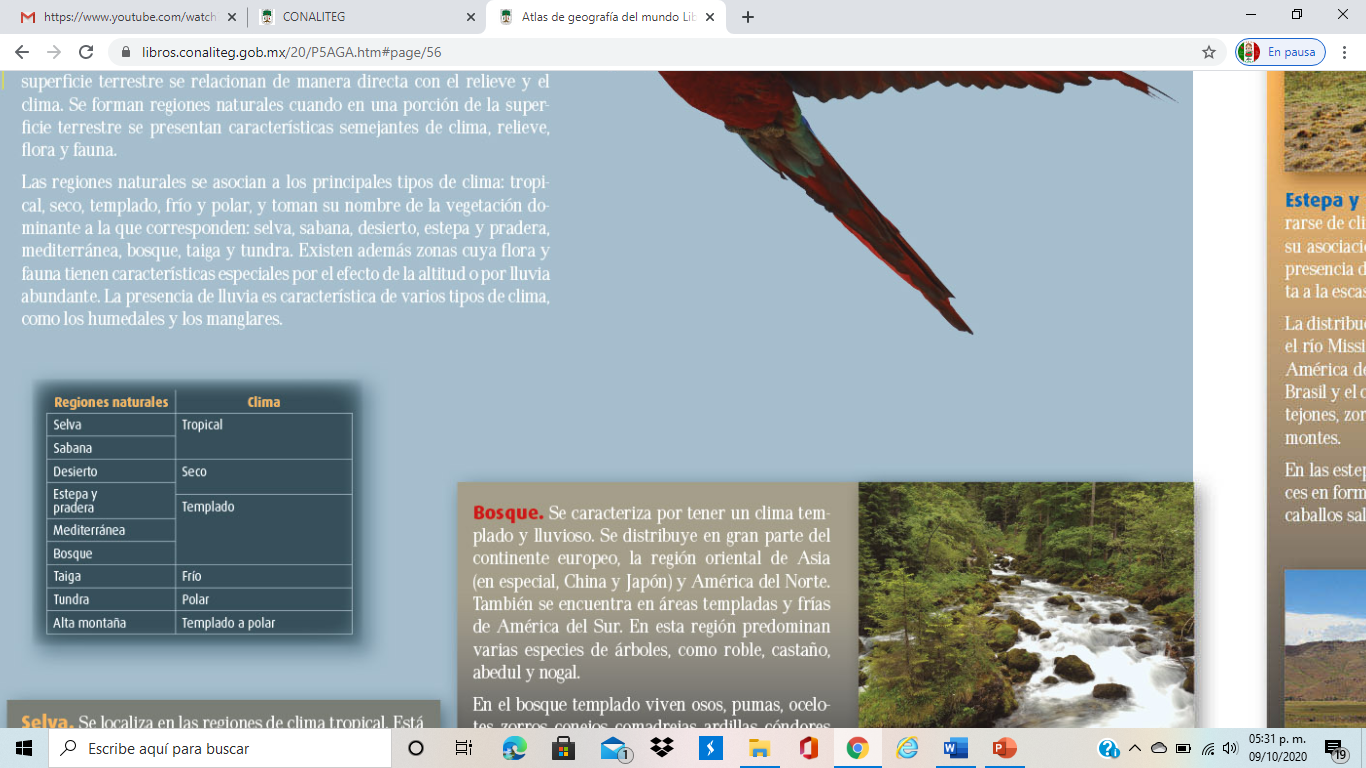 https://www.youtube.com/watch
CONALITEG
Atlas de geografía del mundo Lib
libros.conaliteg.gob.mx/20/P5AGA.htm#page/56
En pausa
superficie terrestre se relacionan de manera directa con el relieve y el
clima. Se forman regiones naturales cuando en una porción de la super-
ficie terrestre se presentan características semejantes de clima, relieve,
flora y fauna.
Las regiones naturales se asocian a los principales tipos de clima: tropi-
cal, seco, templado, frío y polar, y toman su nombre de la vegetación do-
minante a la que corresponden: selva, sabana, desierto, estepa y pradera,
mediterránea, bosque, taiga y tundra. Existen además zonas cuya flora y
fauna tienen características especiales por el efecto de la altitud o por lluvia
abundante. La presencia de lluvia es característica de varios tipos de clima,
como los humedales y los manglares.
Regiones naturales Clima
Selva Tropical
Sabana
Desierto Seco
Estepa y
pradera Templado
Mediterránea
Bosque
Taiga Frío
Tundra Polar
Alta montaña Templado a polar
Selva. Se localiza en las regiones de clima tropical. Está
Bosque. Se caracteriza por tener un clima tem-
plado y lluvioso. Se distribuye en gran parte del
continente europeo, la región oriental de Asia
(en especial, China y Japón) y América del Norte.
También se encuentra en áreas templadas y frías
de América del Sur. En esta región predominan
varias especies de árboles, como roble, castaño,
abedul y nogal.
En el bosque templado viven osos, pumas, ocelo-
tes, zorros, conejos, comadrejas, ardillas, cóndores
Estepa y
rarse de cli
su asociaci
presencia d
ta a la escas
La distribu
el río Missi
América de
Brasil y el c
tejones, zor
montes.
En las estep
ces en form
caballos sal
Escribe aquí para buscar
1
05:31 p. m.
09/10/2020
19